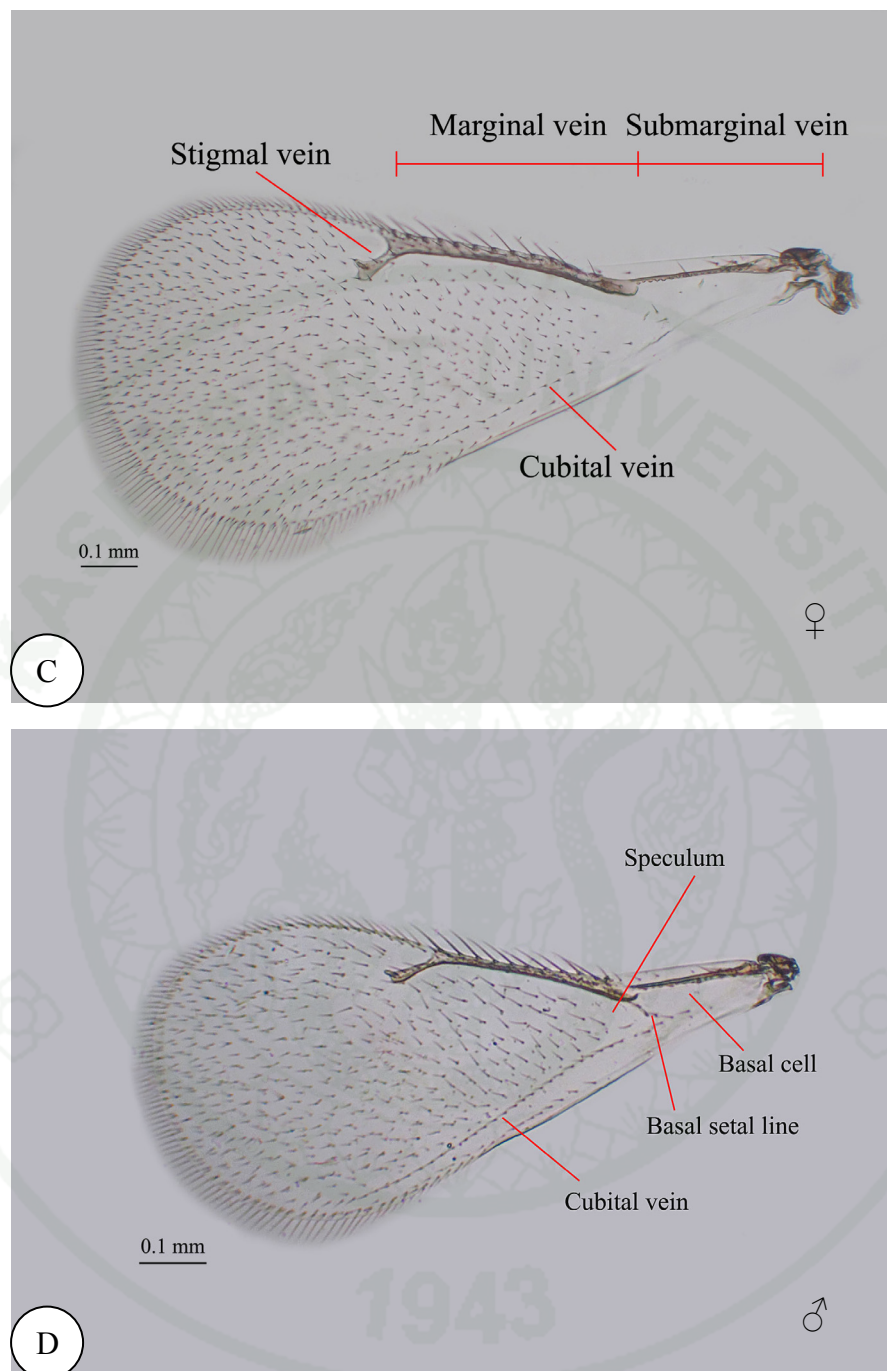 Marginal vein Submarginal vein
Stigmal vein
Cubital vein
0.1 mm
♀
C
Speculum
Basal cell
Basal setal line
Cubital vein
0.1 mm
1943
♂
D